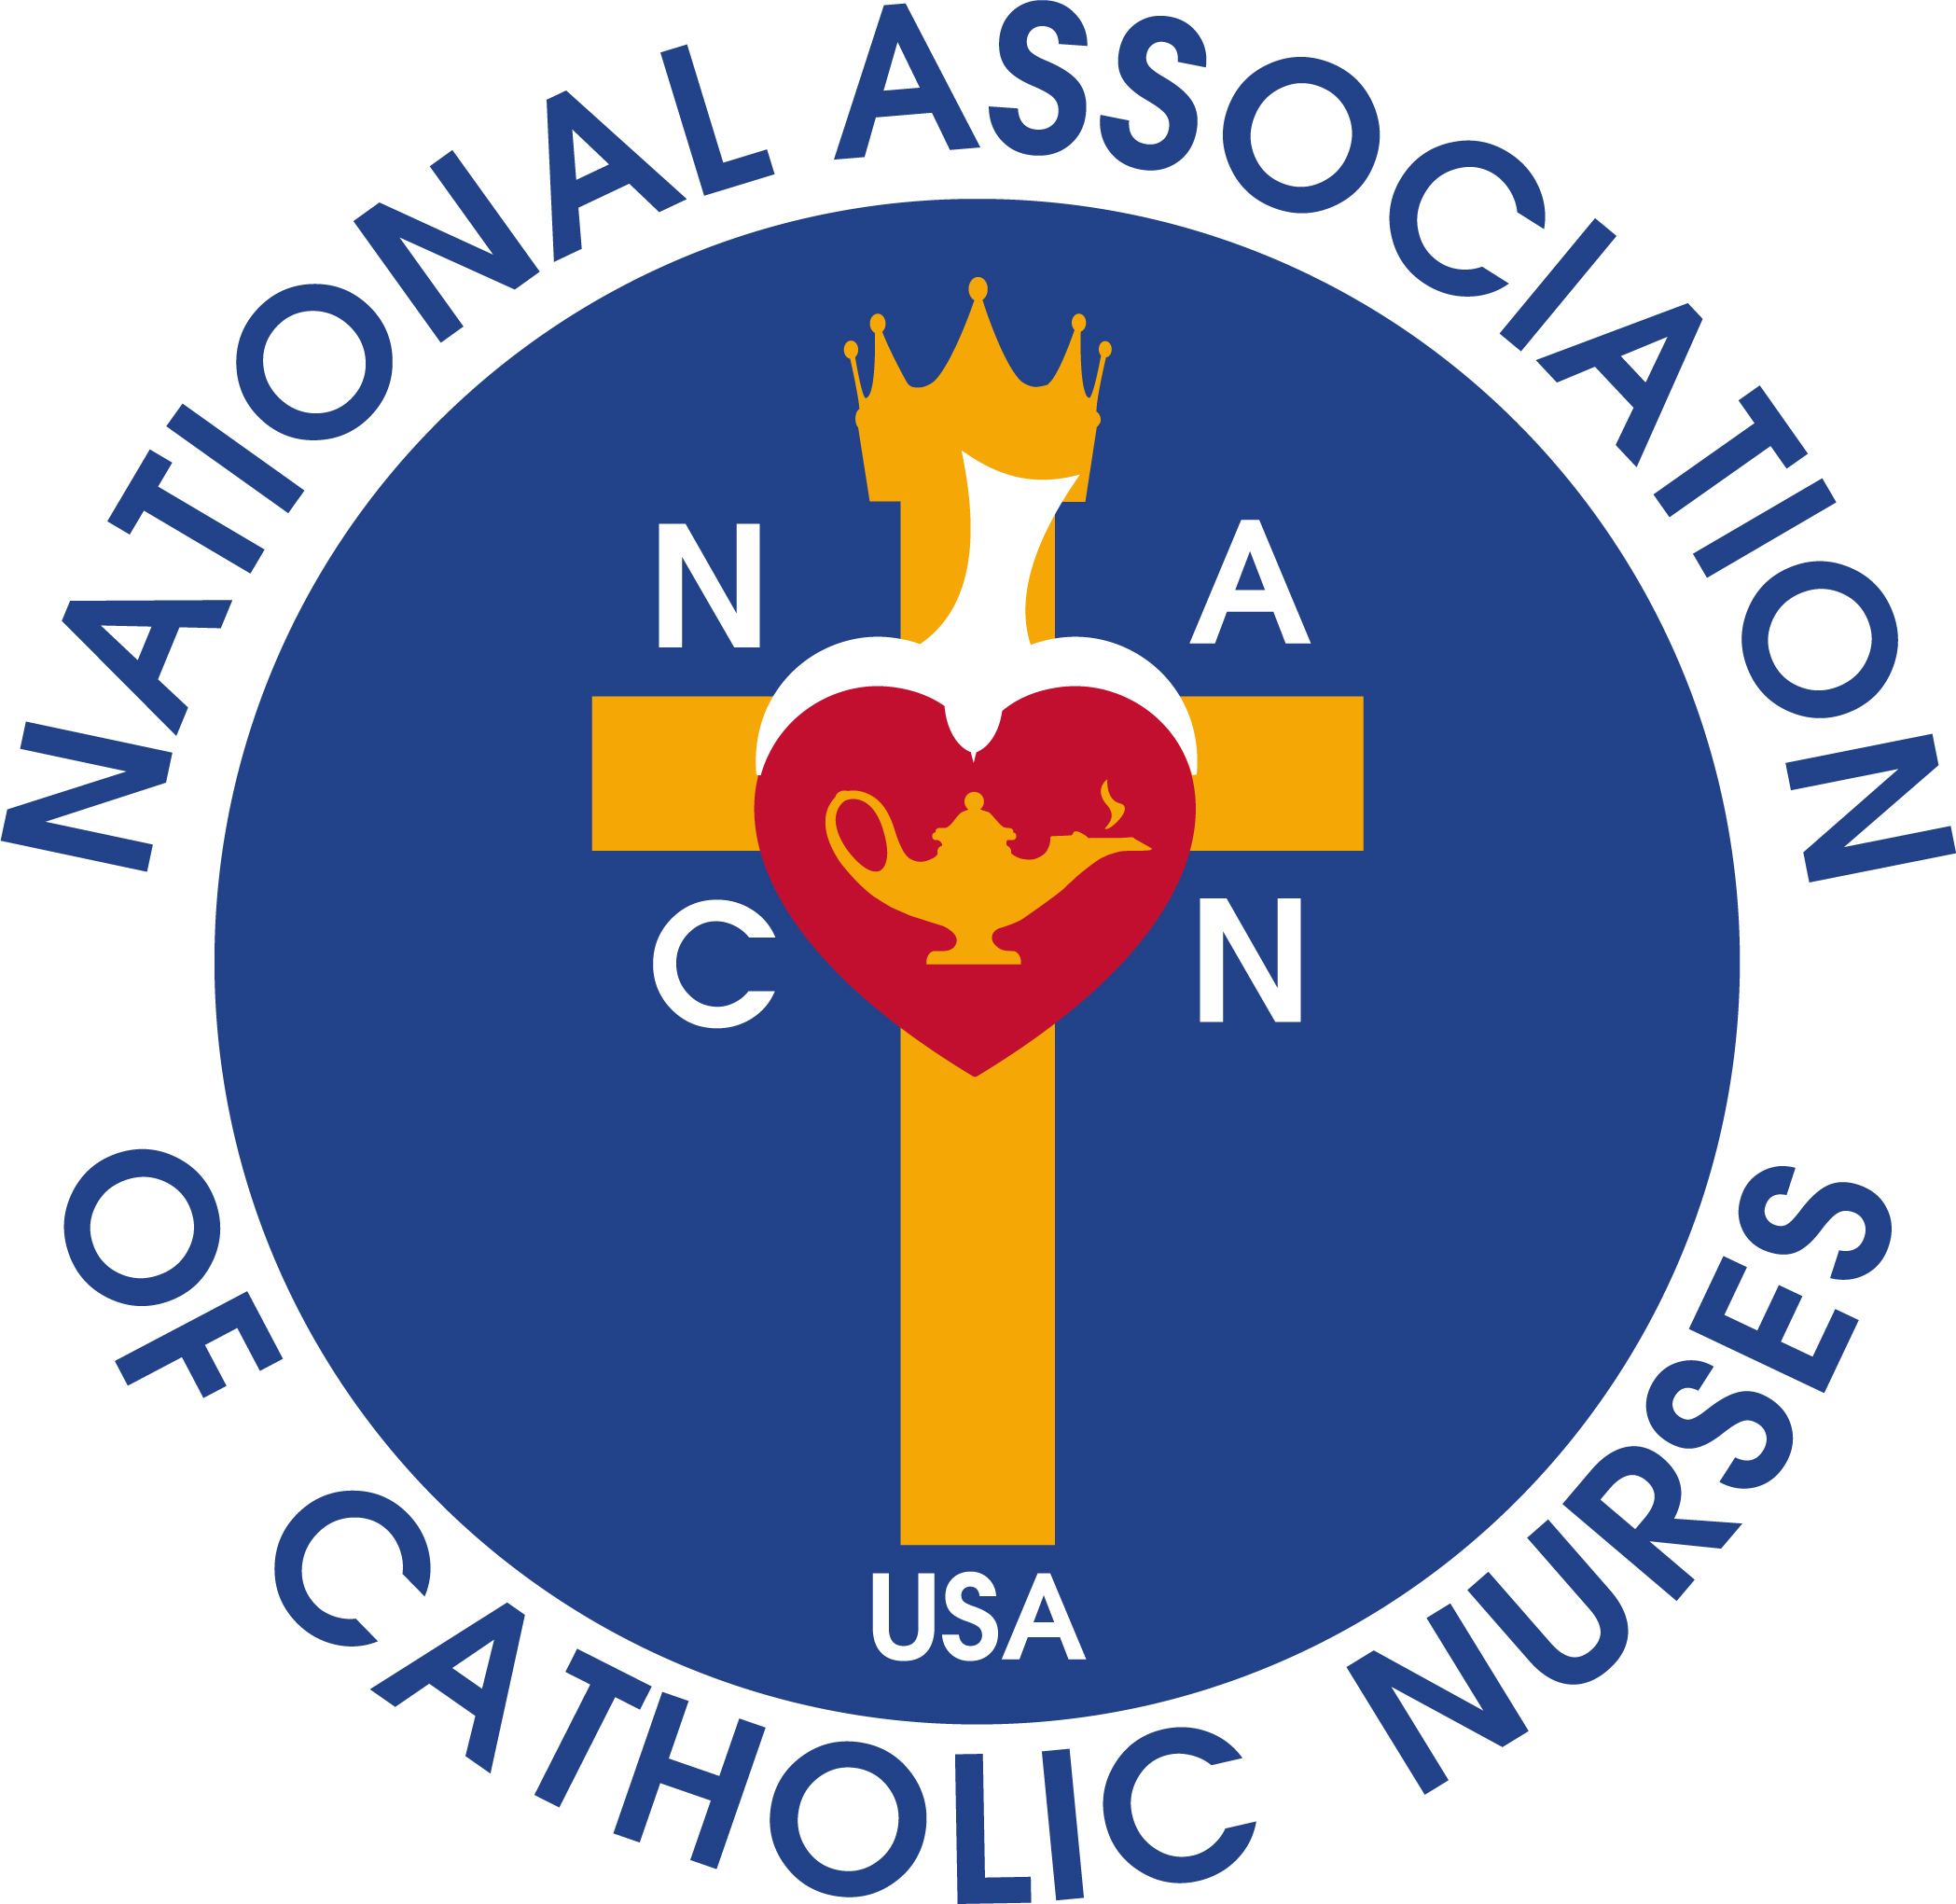 NATIONAL ASSOCIATION
OF CATHOLIC NURSES
N A
C N
USA